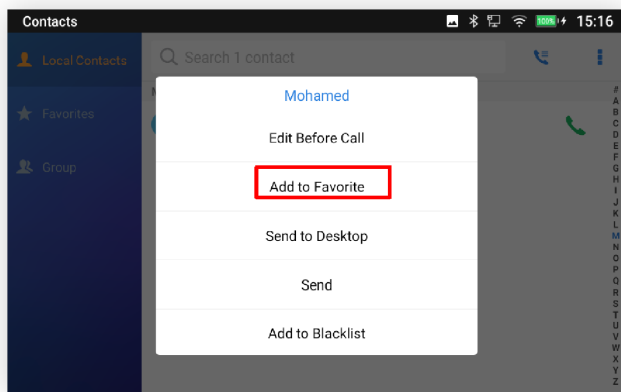 Contacts
100%
15:16
Local Contacts
Search 1 contact
M
Mohamed
Favorites
Edit Before Call
Group
Add to Favorite
Send to Desktop
Send
Add to Blacklist
#
A
B
C
D
E
F
G
H
I
J
K
L
M
N
O
P
Q
R
S
T
U
V
W
X
Y
Z